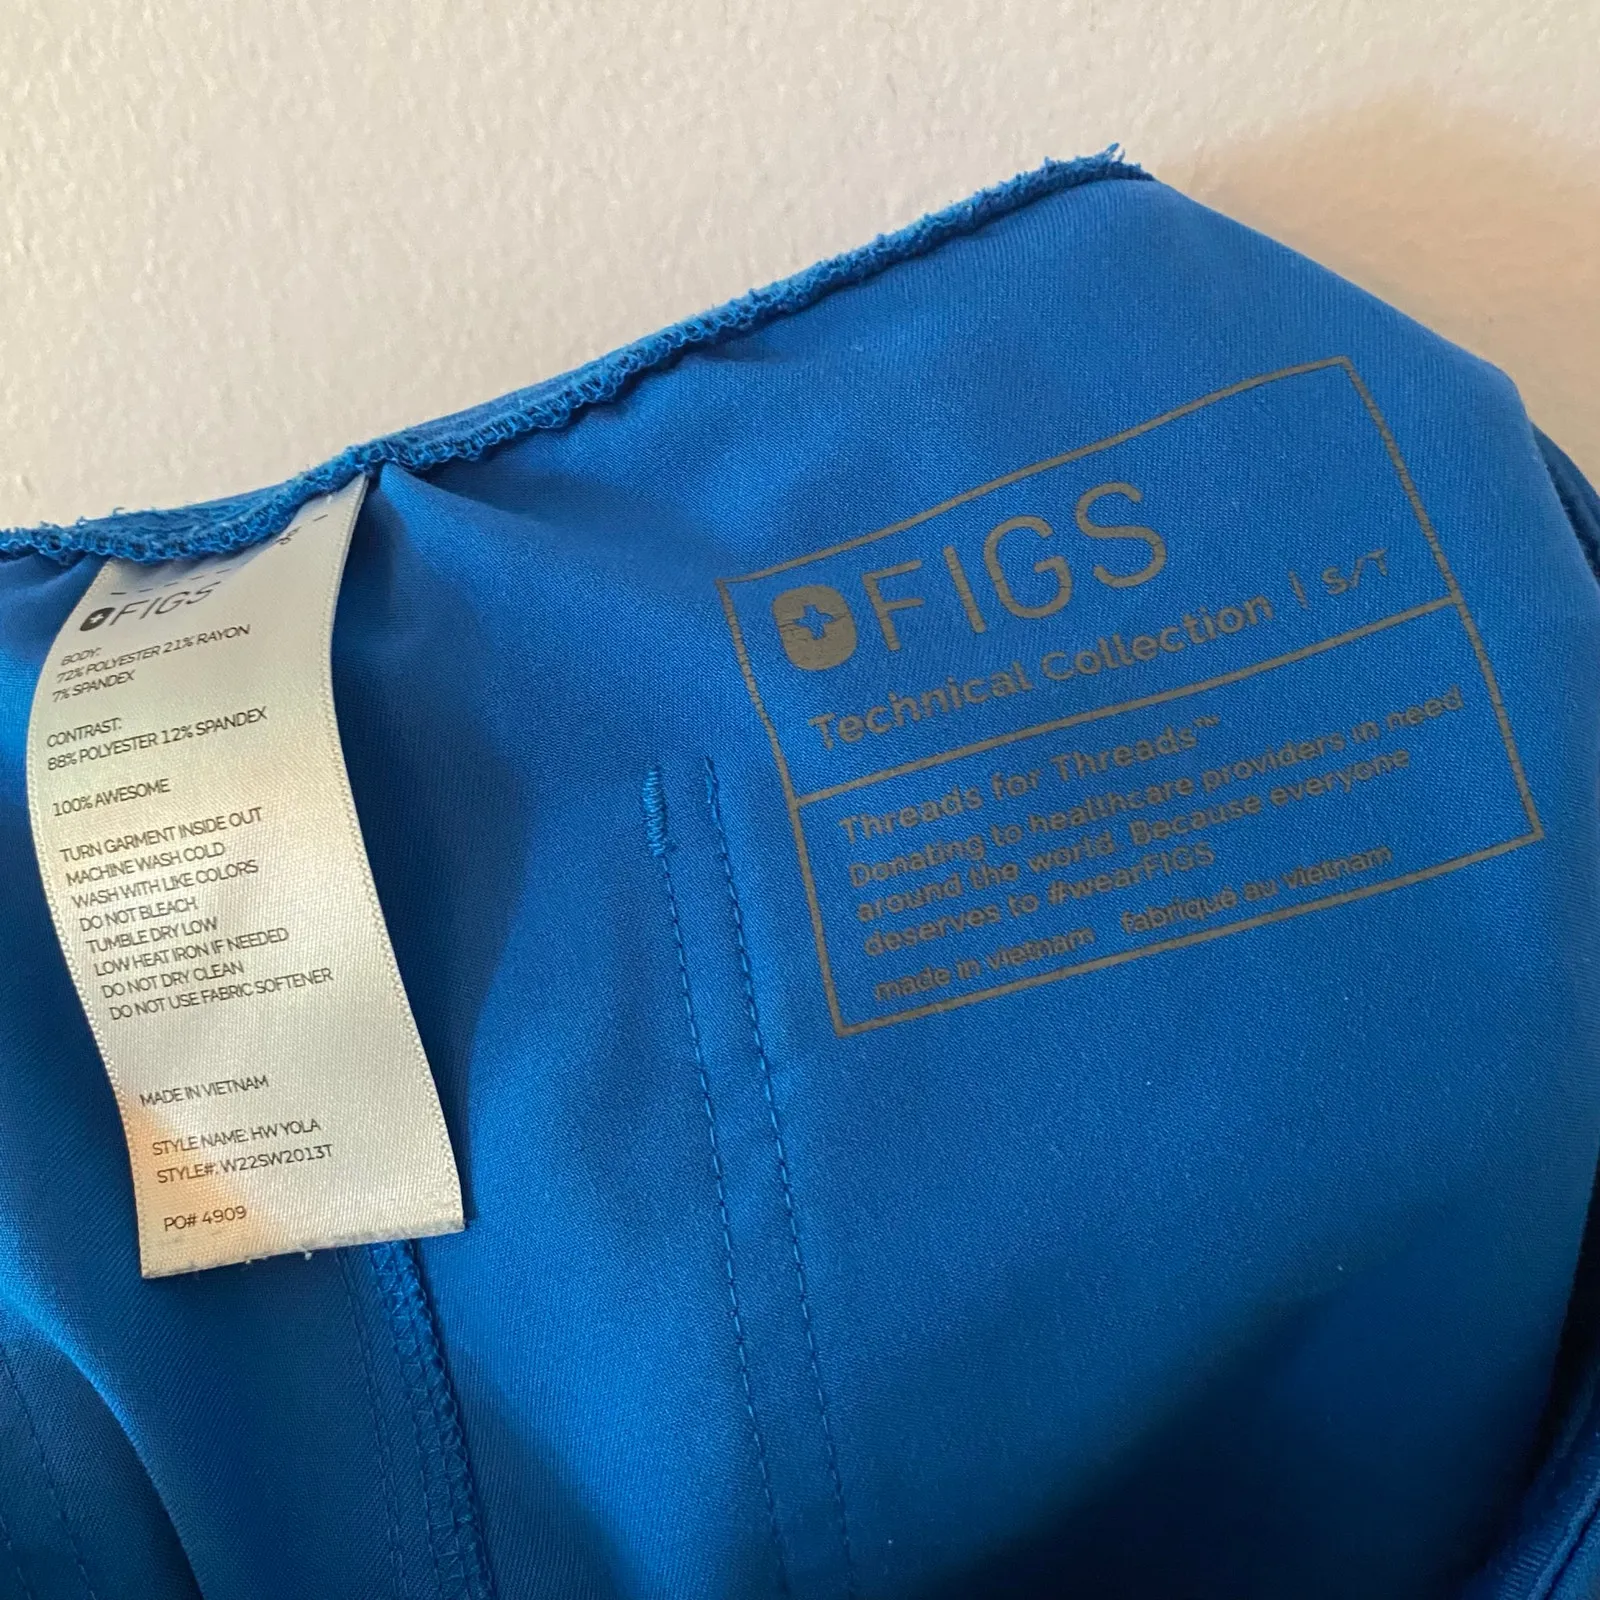 FIGS
BODY:
72% POLYESTER 21% RAYON
7% SPANDEX
CONTRAST:
88% POLYESTER 12% SPANDEX
100% AWESOME
TURN GARMENT INSIDE OUT
MACHINE WASH COLD
WASH WITH LIKE COLORS
DO NOT BLEACH
TUMBLE DRY LOW
LOW HEAT IRON IF NEEDED
DO NOT DRY CLEAN
DO NOT USE FABRIC SOFTENER
MADE IN VIETNAM
STYLE NAME: HW YOLA
STYLE#: W22SW2013T
PO# 4909
FIGS
Technical Collection | S/T
Threads for Threads™
Donating to healthcare providers in need
around the world. Because everyone
deserves to #wearFIGS
made in vietnam fabriqué au vietnam